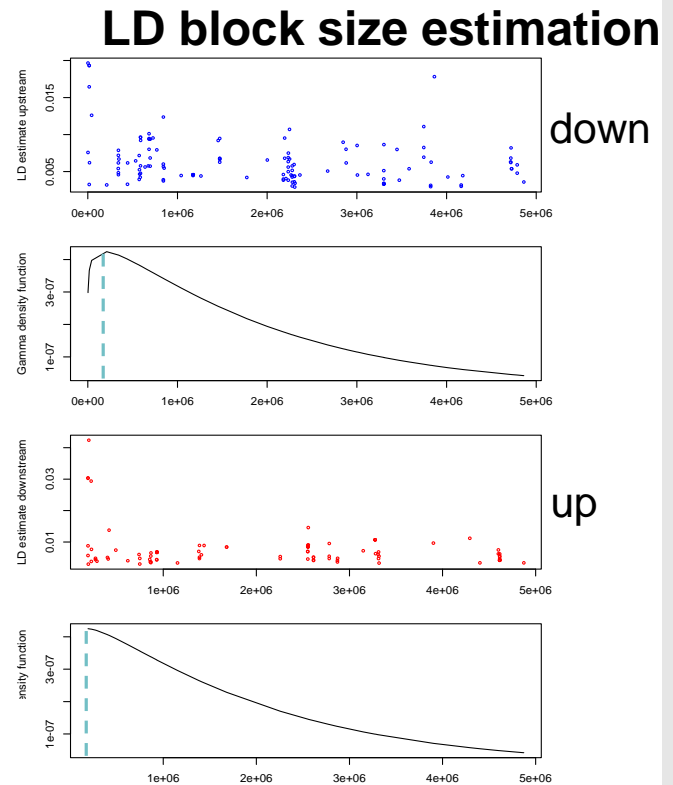 LD block size estimation
LD estimate upstream
0.005 0.015
down
0e+00 1e+06 2e+06 3e+06 4e+06 5e+06
Gamma density function
1e-07 3e-07
0e+00 1e+06 2e+06 3e+06 4e+06 5e+06
LD estimate downstream
0.01 0.03
up
1e+06 2e+06 3e+06 4e+06 5e+06
nsity function
1e-07 3e-07
1e+06 2e+06 3e+06 4e+06 5e+06